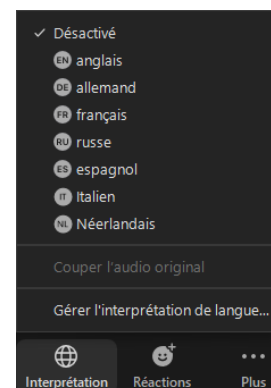 ✓ Désactivé
EN anglais
DE allemand
FR français
RU russe
ES espagnol
IT Italien
NL Néerlandais
Couper l'audio original
Gérer l'interprétation de langue...
Interprétation Réactions Plus